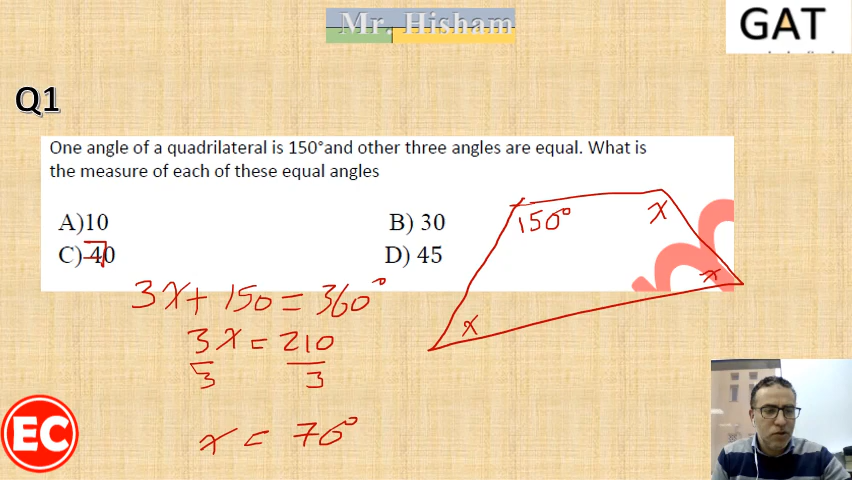 Mr. Hisham
GAT
Q1
One angle of a quadrilateral is 150°and other three angles are equal. What is
the measure of each of these equal angles
A)10
B) 30
C) 70
D) 45
150°
x
x
x
3x + 150 = 360°
3x = 210
3 3
x = 70°
EC